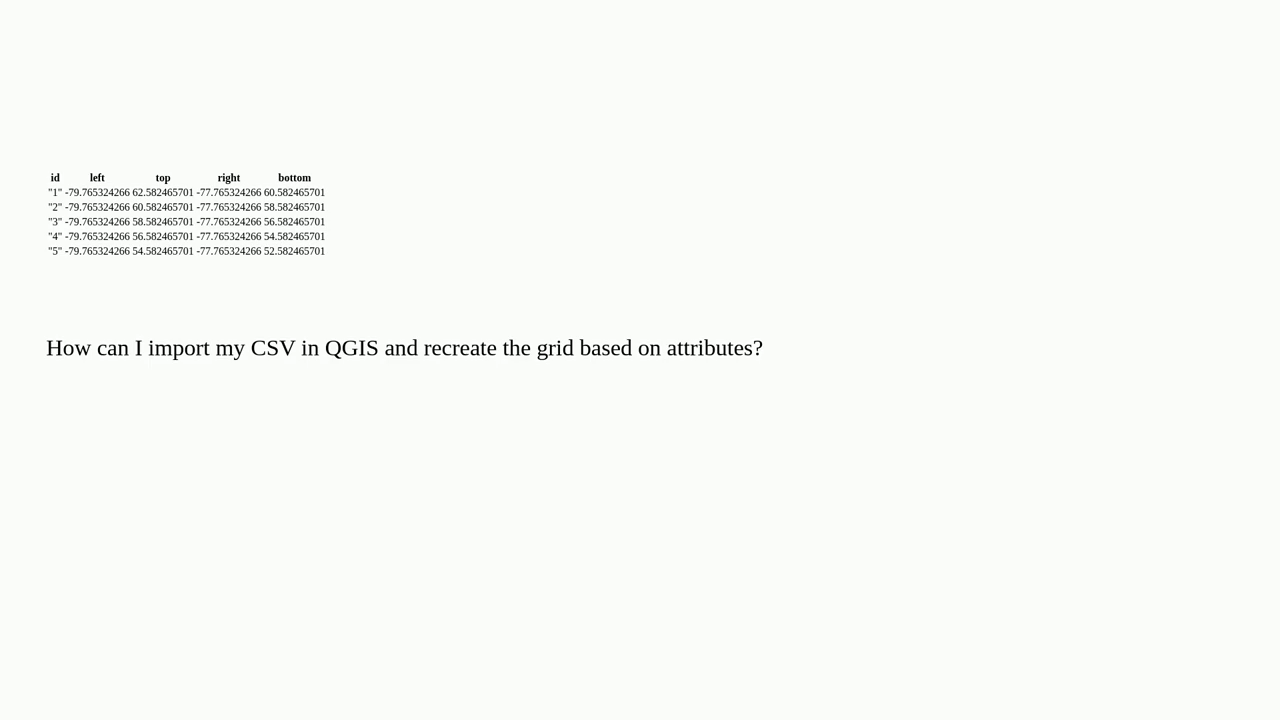 id left top right bottom
"1" -79.765324266 62.582465701 -77.765324266 60.582465701
"2" -79.765324266 60.582465701 -77.765324266 58.582465701
"3" -79.765324266 58.582465701 -77.765324266 56.582465701
"4" -79.765324266 56.582465701 -77.765324266 54.582465701
"5" -79.765324266 54.582465701 -77.765324266 52.582465701
How can I import my CSV in QGIS and recreate the grid based on attributes?